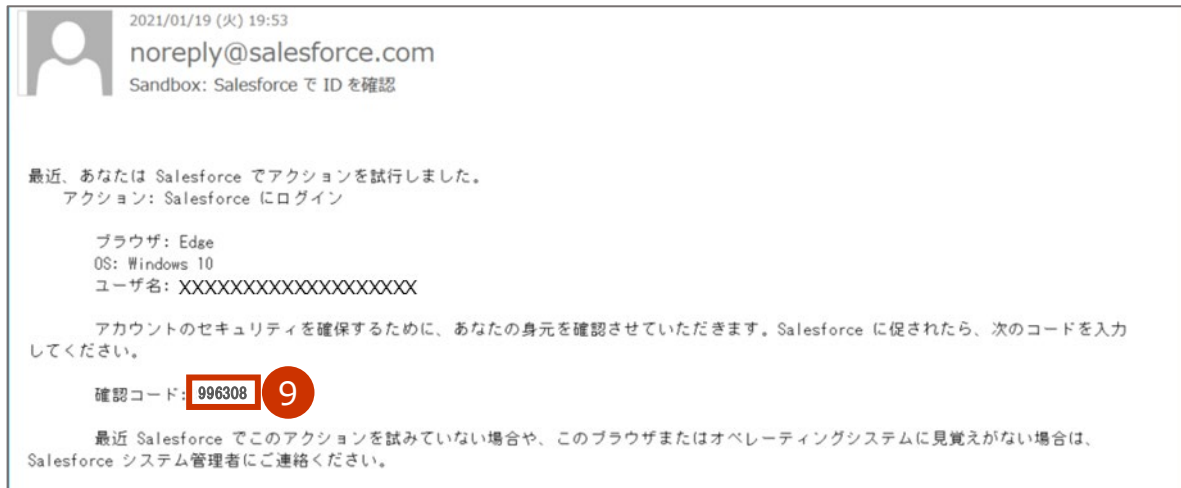 2021/01/19 (火) 19:53
noreply@salesforce.com
Sandbox: Salesforce で ID を確認
最近、あなたは Salesforce でアクションを試行しました。
アクション: Salesforce にログイン
ブラウザ: Edge
OS: Windows 10
ユーザ名: XXXXXXXXXXXXXXXXXXX
アカウントのセキュリティを確保するために、あなたの身元を確認させていただきます。Salesforce に促されたら、次のコードを入力
してください。
確認コード: 996308 9
最近 Salesforce でこのアクションを試みていない場合や、このブラウザまたはオペレーティングシステムに見覚えがない場合は、
Salesforce システム管理者にご連絡ください。